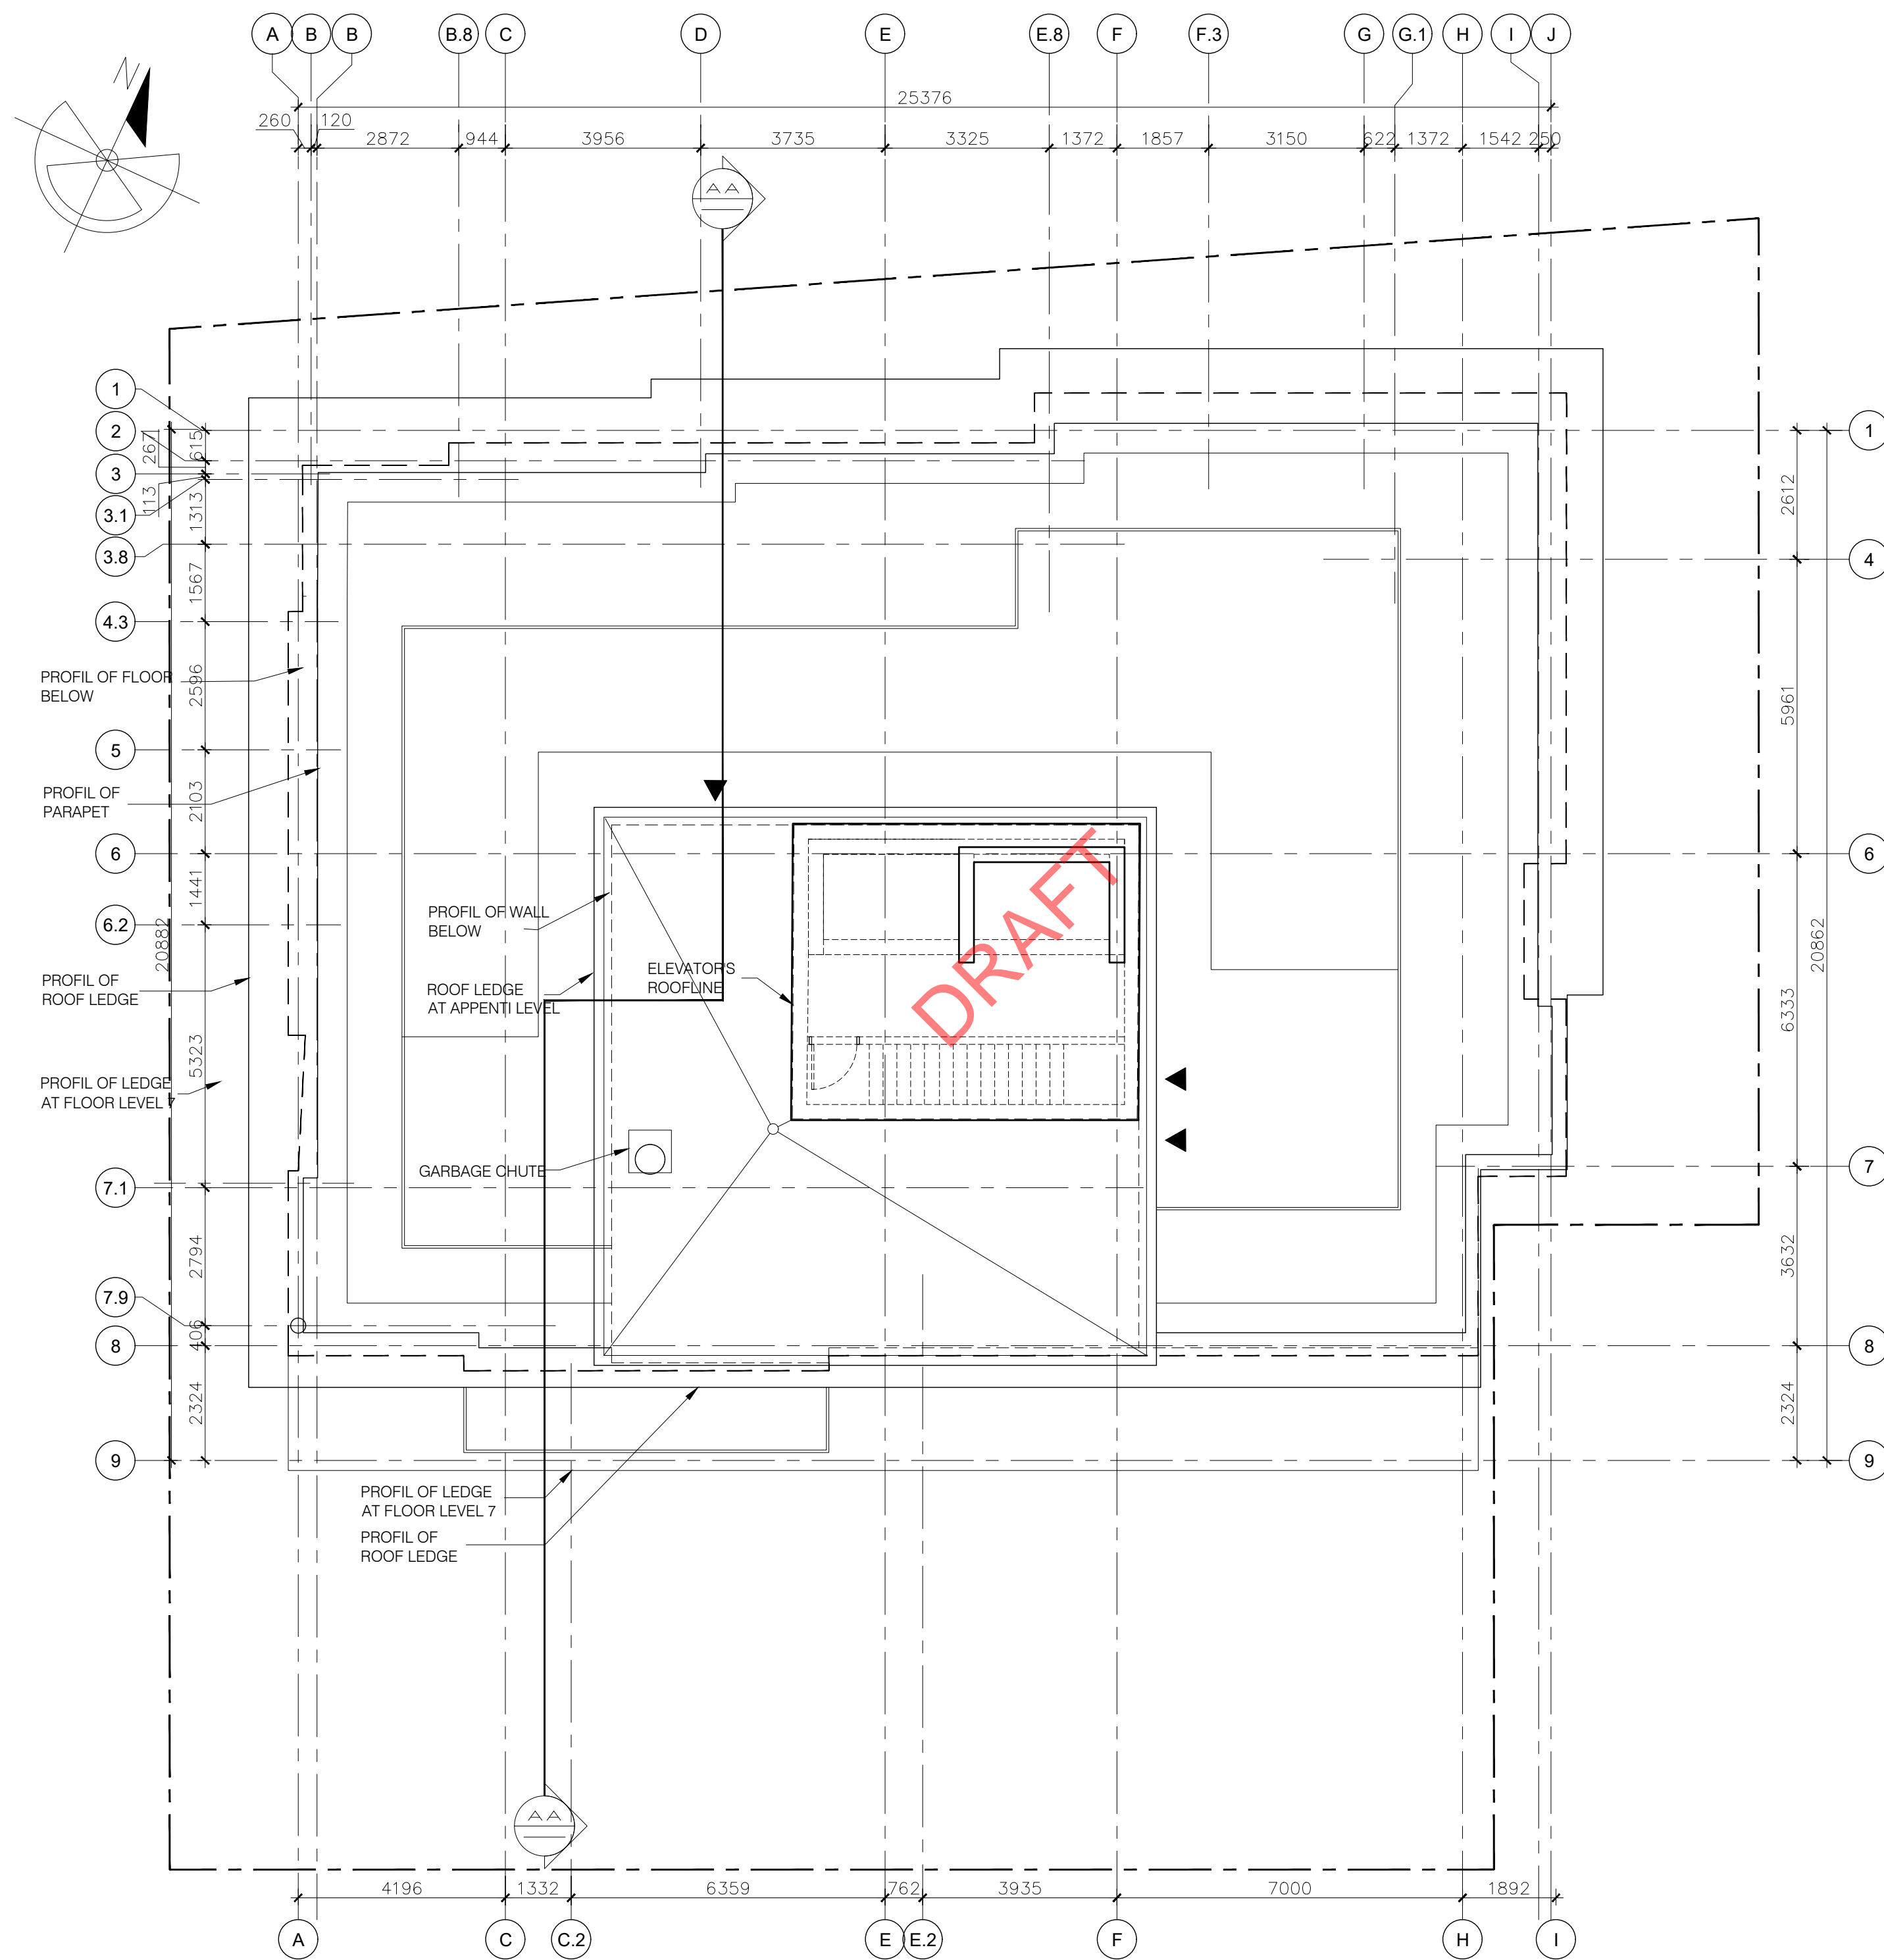 A B B B.8 C D E E.8 F F.3 G G.1 H I J
N
25376
260 120 2872 944 3956 3735 3325 1372 1857 3150 622 1372 1542 250
AA
1
2
3
3.1
3.8
4.3
5
6
6.2
7.1
7.9
8
9
615
267
113
1313
1567
2596
2103
1441
20882
5323
2794
406
2324
1
4
6
7
8
9
2612
5961
20862
6333
3632
2324
PROFIL OF FLOOR
BELOW
PROFIL OF
PARAPET
PROFIL OF
ROOF LEDGE
PROFIL OF LEDGE
AT FLOOR LEVEL 7
PROFIL OF WALL
BELOW
ROOF LEDGE
AT APPENTI LEVEL
ELEVATOR'S
ROOFLINE
DRAFT
GARBAGE CHUTE
PROFIL OF LEDGE
AT FLOOR LEVEL 7
PROFIL OF
ROOF LEDGE
AA
4196 1332 6359 762 3935 7000 1892
A C C.2 E E.2 F H I